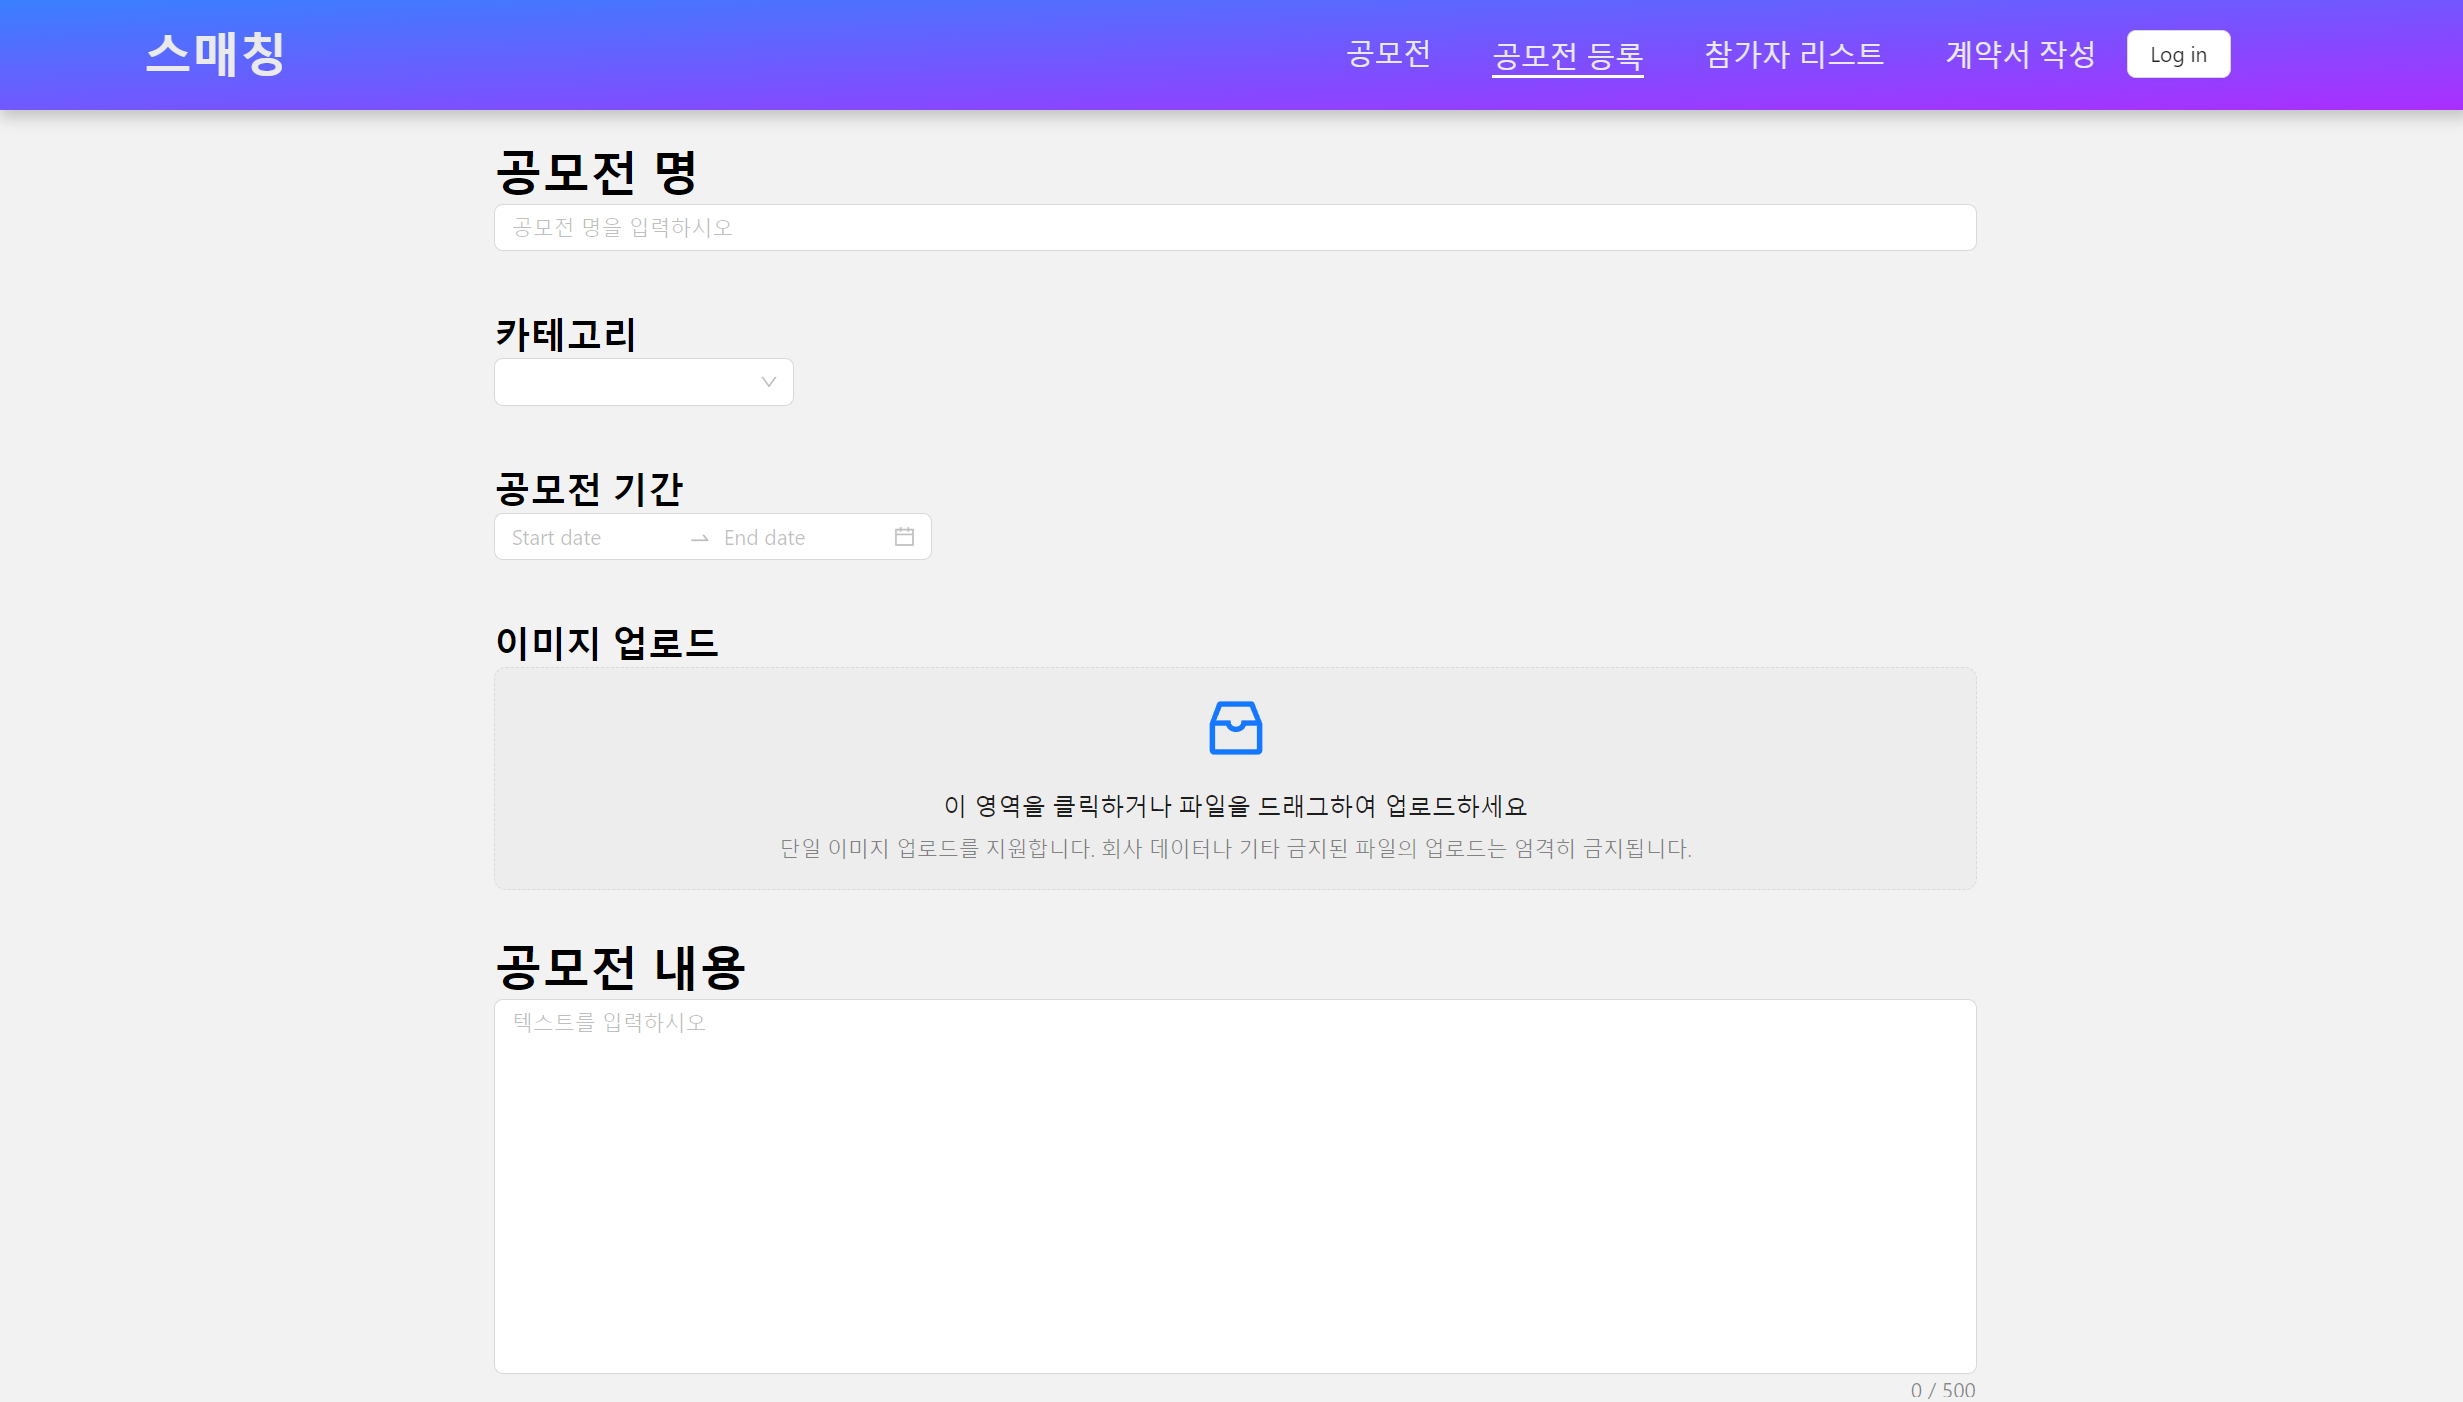 스매칭
공모전 공모전 등록 참가자 리스트 계약서 작성 Log in
공모전 명
공모전 명을 입력하시오
카테고리
공모전 기간
Start date → End date
이미지 업로드
이 영역을 클릭하거나 파일을 드래그하여 업로드하세요
단일 이미지 업로드를 지원합니다. 회사 데이터나 기타 금지된 파일의 업로드는 엄격히 금지됩니다.
공모전 내용
텍스트를 입력하시오
0 / 500